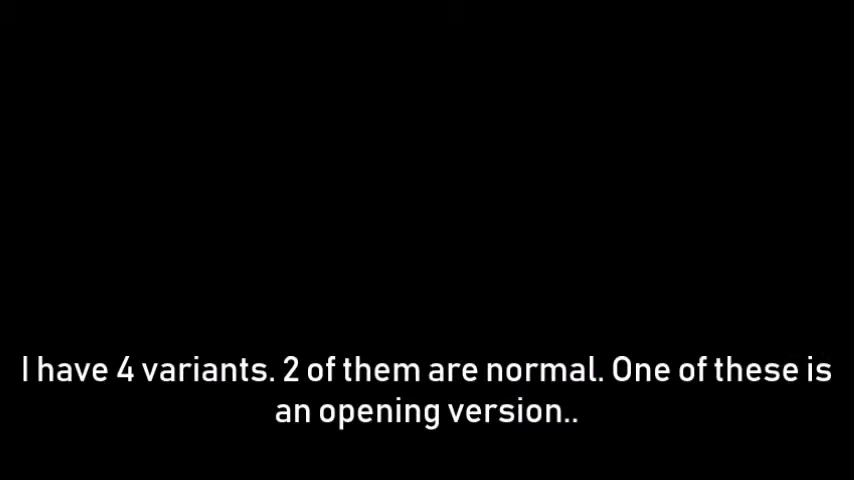 I have 4 variants. 2 of them are normal. One of these is
an opening version..